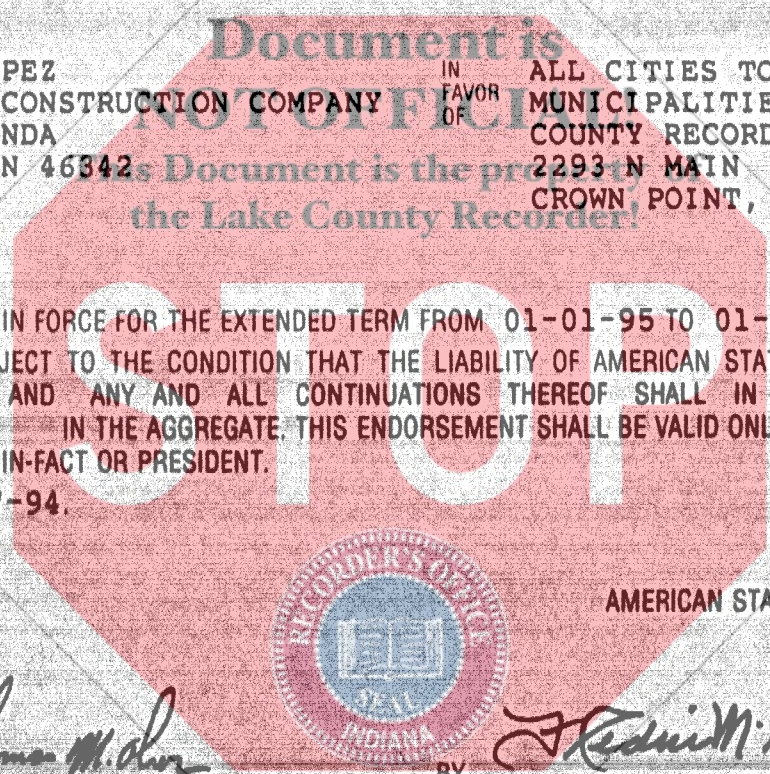 Document is
NOT OFFICIAL!
This Document is the property of
the Lake County Recorder!
PEZ IN FAVOR OF ALL CITIES TO
CONSTRUCTION COMPANY MUNICIPALITIE
NDA COUNTY RECORD
N 46342 2293 N MAIN
CROWN POINT,
STOP
IN FORCE FOR THE EXTENDED TERM FROM 01-01-95 TO 01-
JECT TO THE CONDITION THAT THE LIABILITY OF AMERICAN STA
AND ANY AND ALL CONTINUATIONS THEREOF SHALL IN
IN THE AGGREGATE, THIS ENDORSEMENT SHALL BE VALID ONL
IN-FACT OR PRESIDENT.
-94.
RECORDER'S OFFICE
SEAL
INDIANA
AMERICAN STA
BY